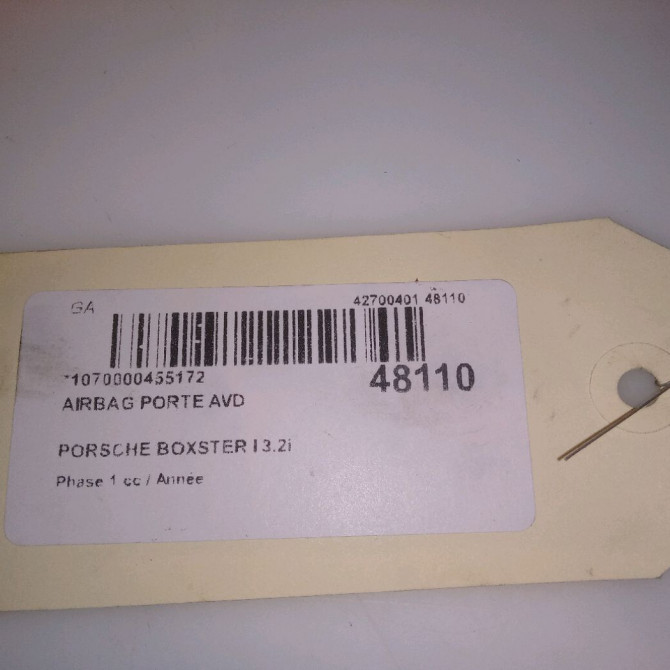 GA 42700401 48110
*1070000455172 48110
AIRBAG PORTE AVD
PORSCHE BOXSTER I 3.2i
Phase 1 cc / Année